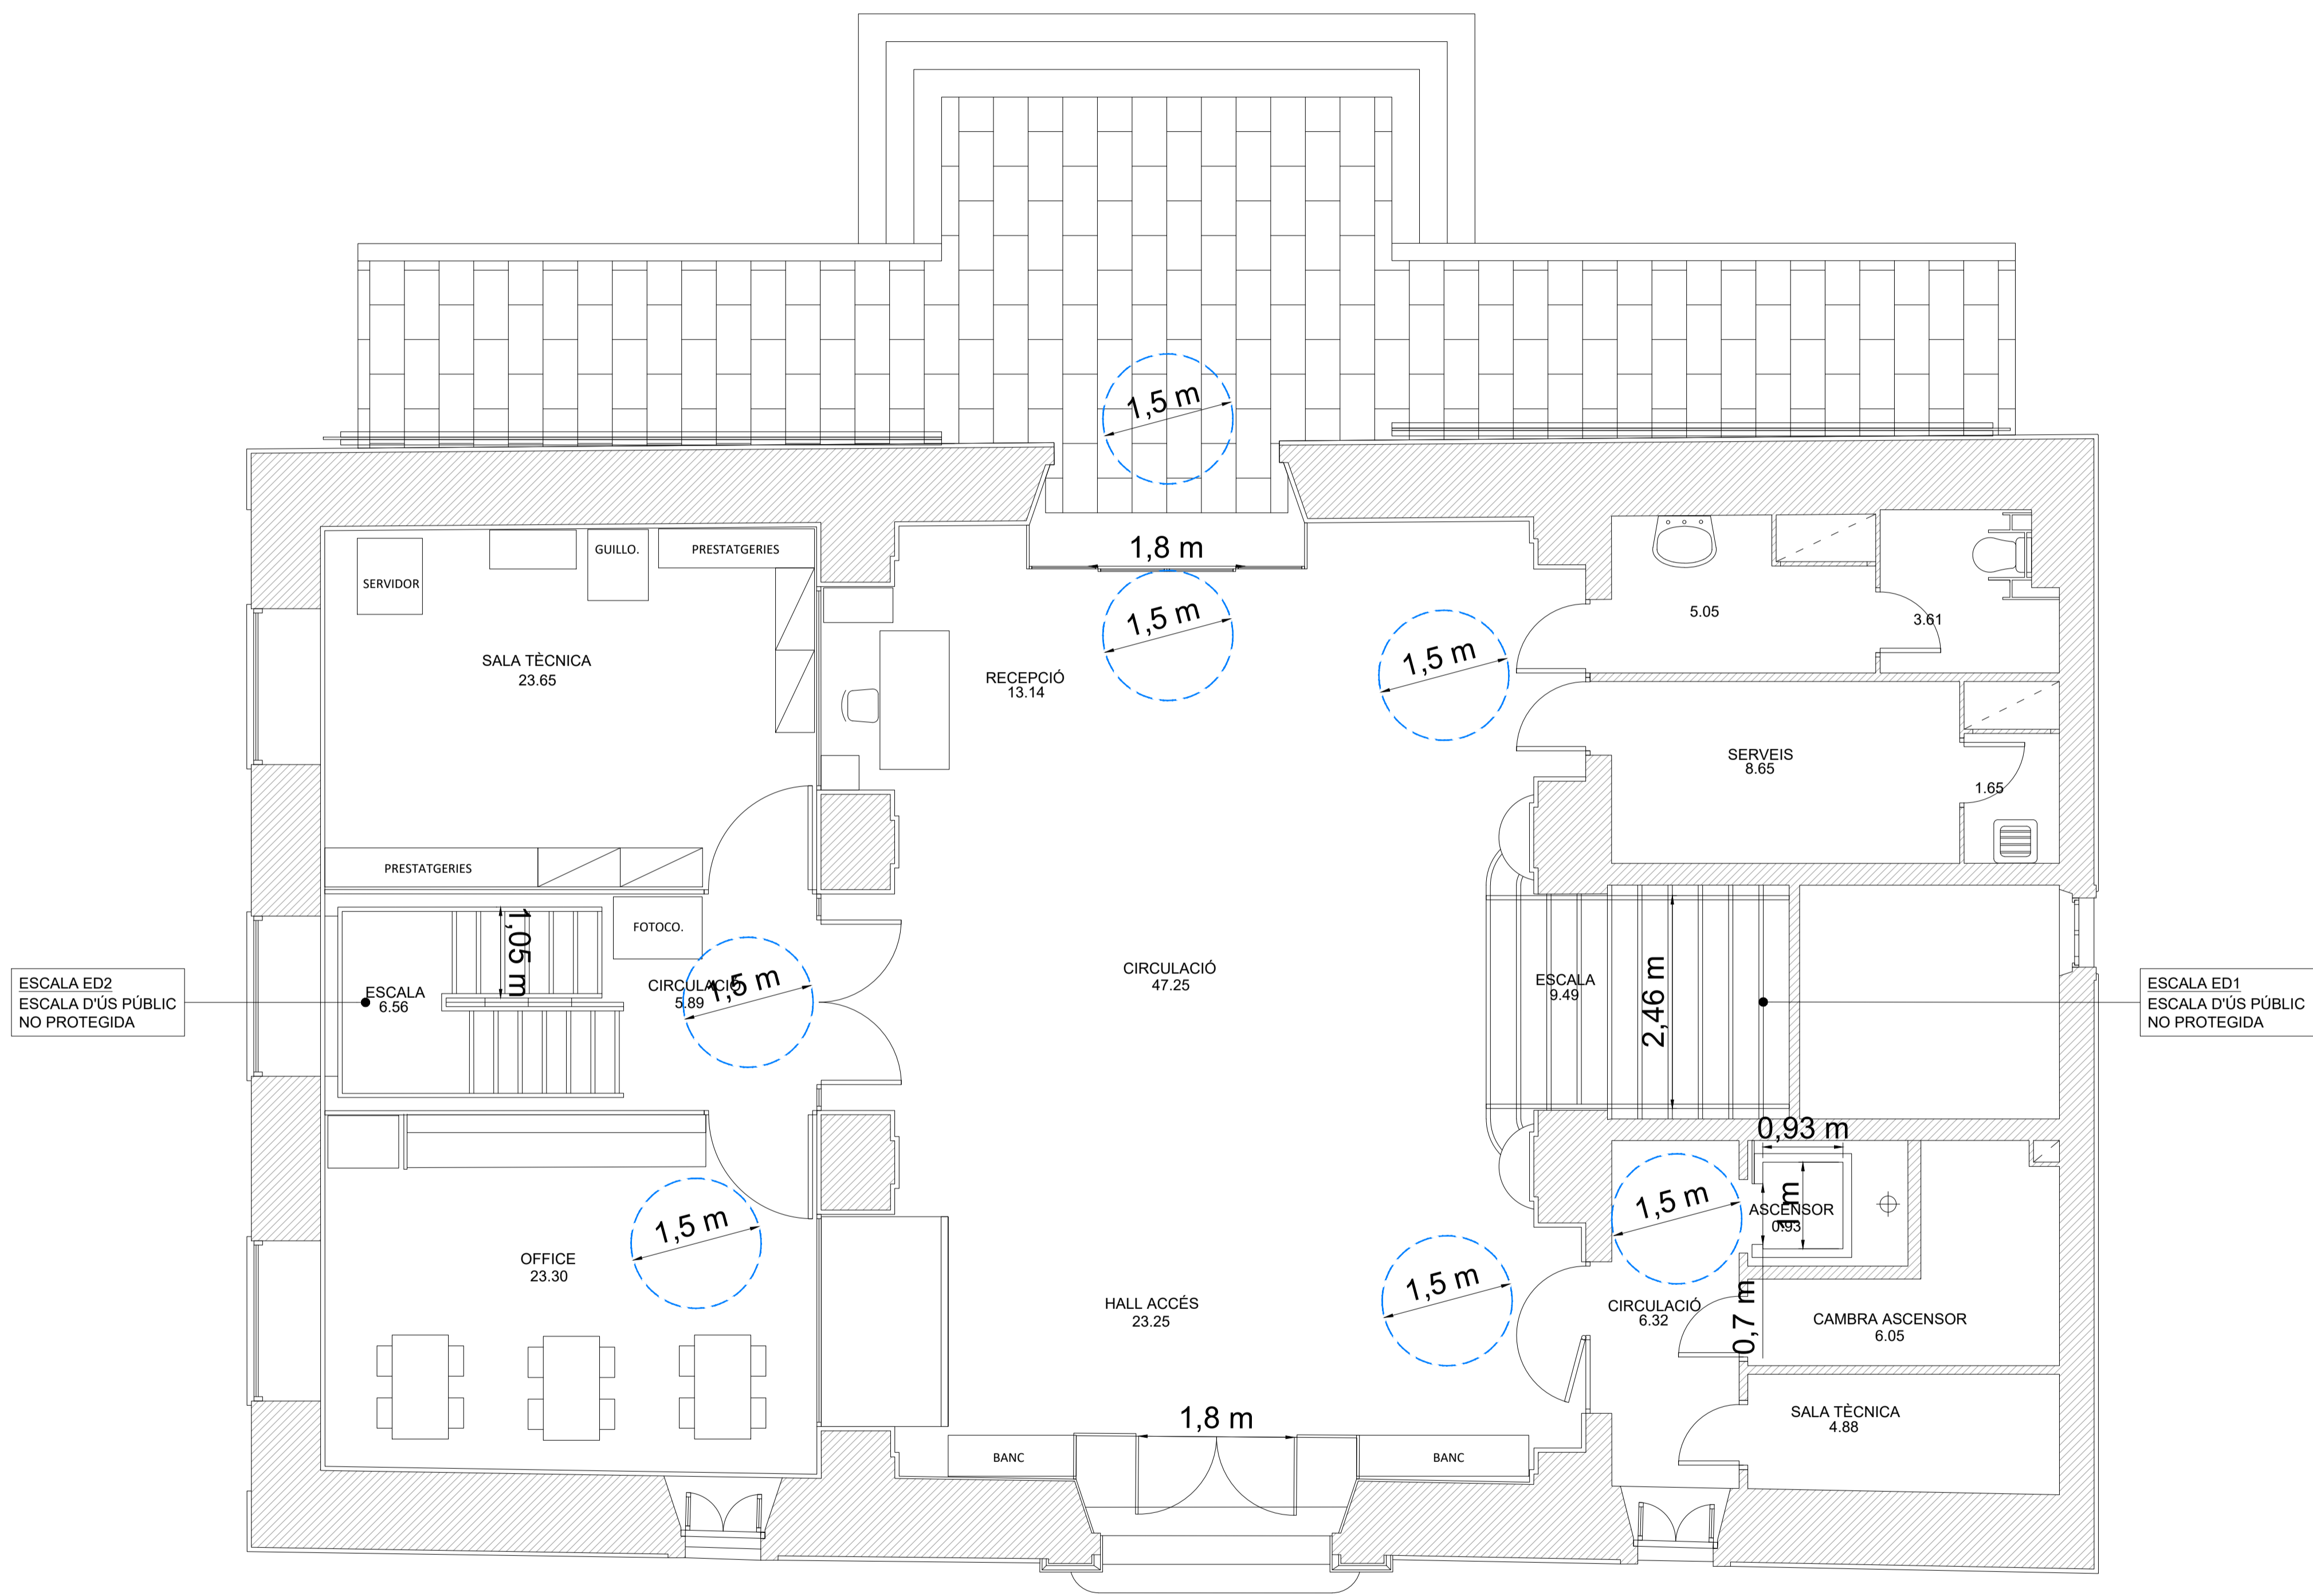 1,5 m
1,8 m
GUILLO.
PRESTATGERIES
SERVIDOR
1,5 m
5.05
3.61
1,5 m
SALA TÈCNICA
23.65
RECEPCIÓ
13.14
SERVEIS
8.65
1.65
PRESTATGERIES
1,05 m
FOTOCO.
CIRCULACIÓ
5.89
1,5 m
ESCALA
6.56
ESCALA ED2
ESCALA D'ÚS PÚBLIC
NO PROTEGIDA
CIRCULACIÓ
47.25
ESCALA
9.49
2,46 m
ESCALA ED1
ESCALA D'ÚS PÚBLIC
NO PROTEGIDA
0,93 m
1,5 m
1,5 m
ASCENSOR
0.93
1 m
OFFICE
23.30
1,5 m
HALL ACCÉS
23.25
CIRCULACIÓ
6.32
0,7 m
CAMBRA ASCENSOR
6.05
1,8 m
SALA TÈCNICA
4.88
BANC
BANC